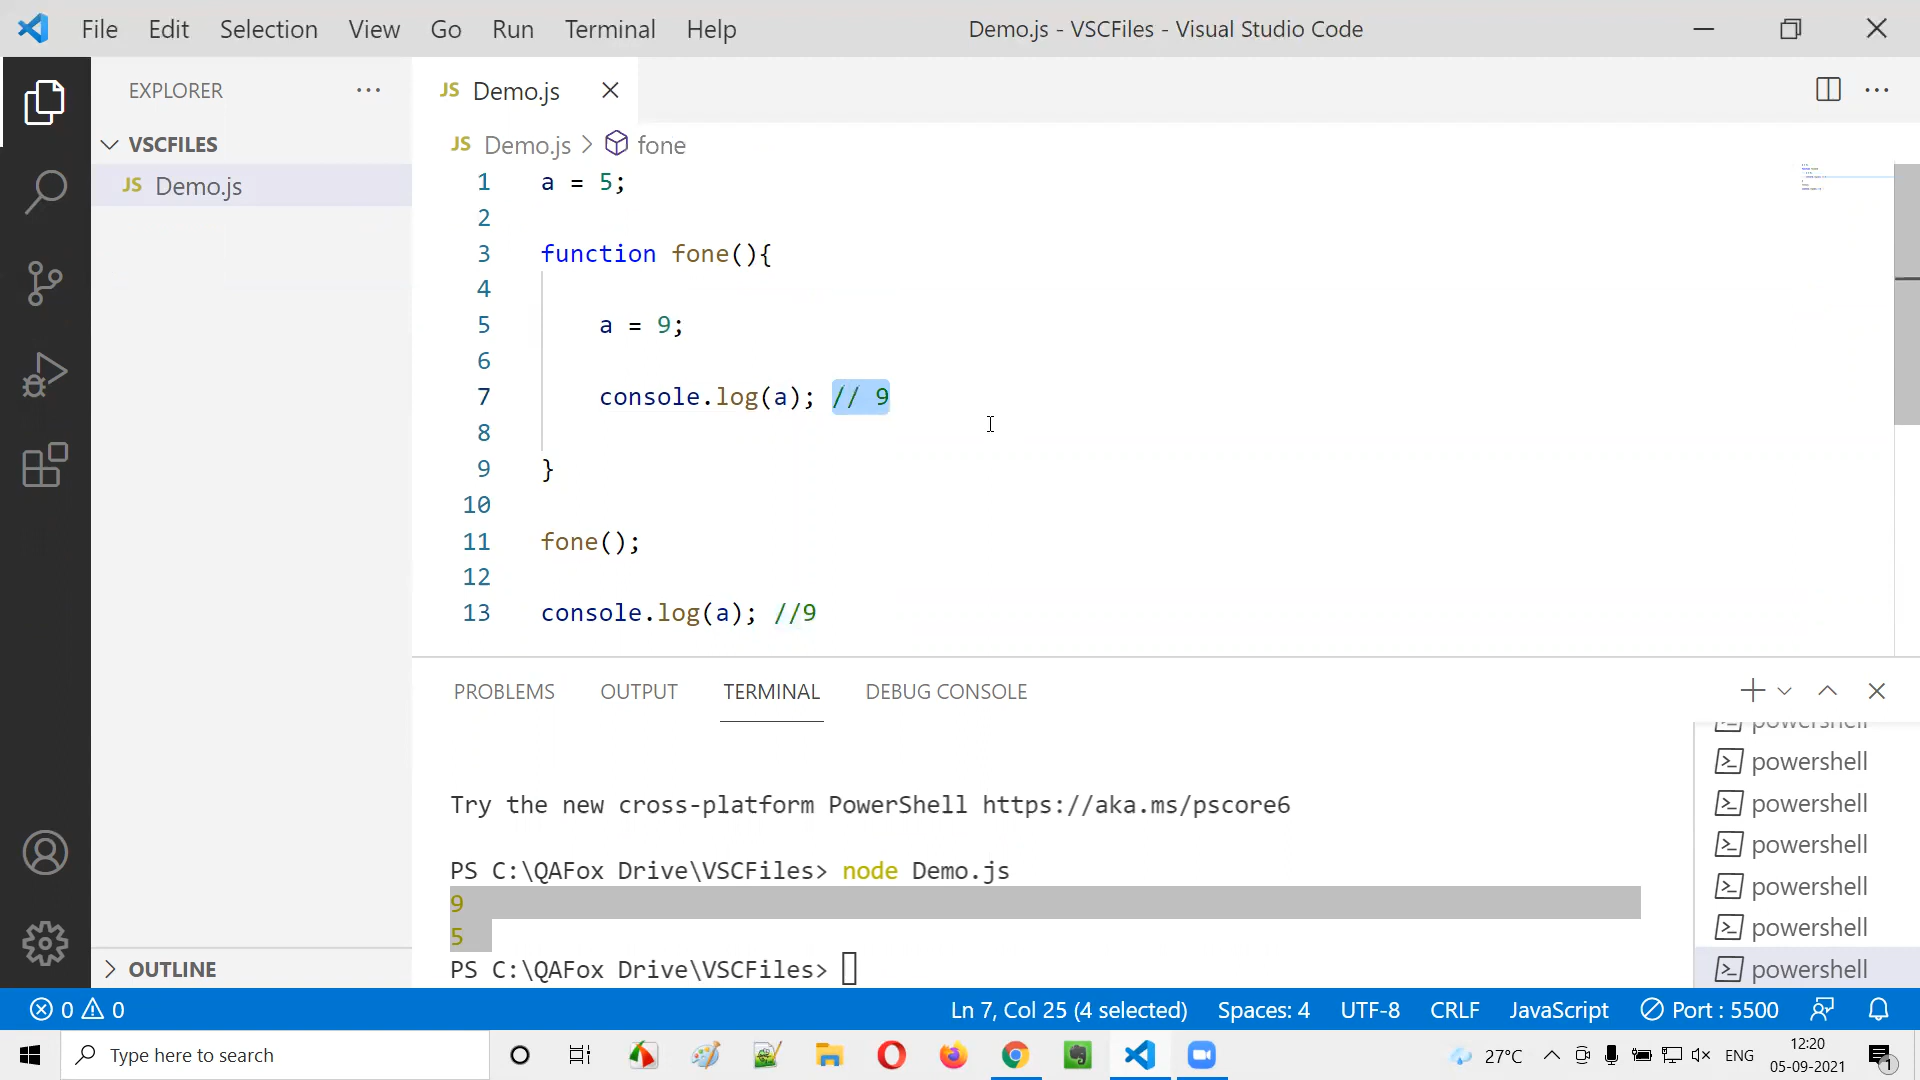 File Edit Selection View Go Run Terminal Help
Demo.js - VSCFiles - Visual Studio Code
EXPLORER
JS Demo.js
VSCFILES
JS Demo.js > fone
JS Demo.js
1 a = 5;
2
3 function fone(){
4
5 a = 9;
6
7 console.log(a); // 9
8
9 }
10
11 fone();
12
13 console.log(a); //9
PROBLEMS OUTPUT TERMINAL DEBUG CONSOLE
powershell
powershell
powershell
powershell
powershell
powershell
powershell
Try the new cross-platform PowerShell https://aka.ms/pscore6
PS C:\QAFox Drive\VSCFiles> node Demo.js
9
5
PS C:\QAFox Drive\VSCFiles>
OUTLINE
0 0 Ln 7, Col 25 (4 selected) Spaces: 4 UTF-8 CRLF JavaScript Port : 5500
Type here to search
27°C ENG
12:20
05-09-2021
1